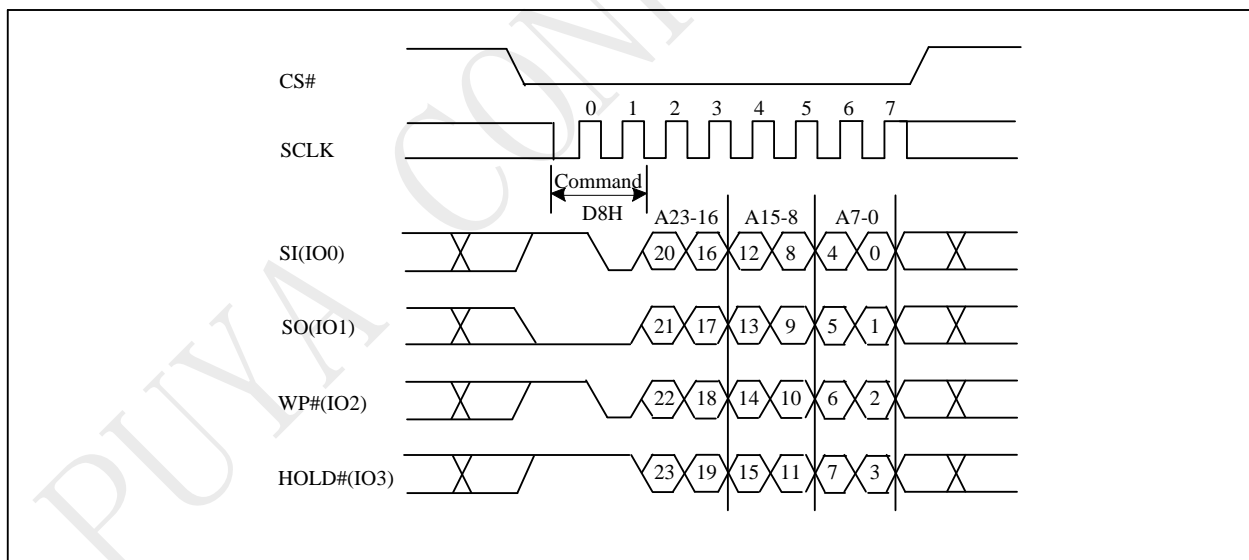 PUYA CONF
CS#
0 1 2 3 4 5 6 7
SCLK
Command
D8H
A23-16 A15-8 A7-0
SI(IO0) 20 16 12 8 4 0
SO(IO1) 21 17 13 9 5 1
WP#(IO2) 22 18 14 10 6 2
HOLD#(IO3) 23 19 15 11 7 3